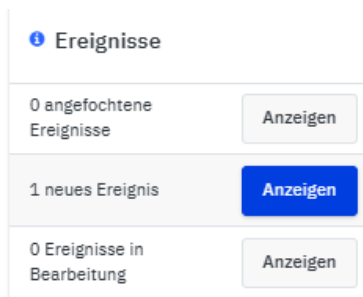 Ereignisse
0 angefochtene
Ereignisse
Anzeigen
1 neues Ereignis
Anzeigen
0 Ereignisse in
Bearbeitung
Anzeigen